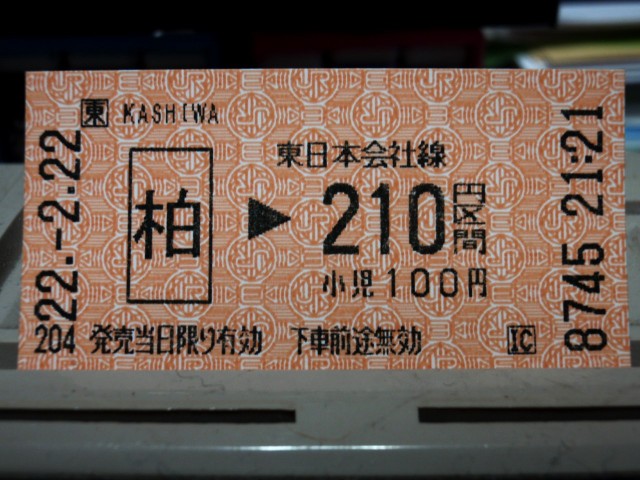 東 KASHIWA
東日本会社線
柏 ▶ 210円区間
小児100円
204 発売当日限り有効 下車前途無効 IC
22.-2.22
8745 21:21